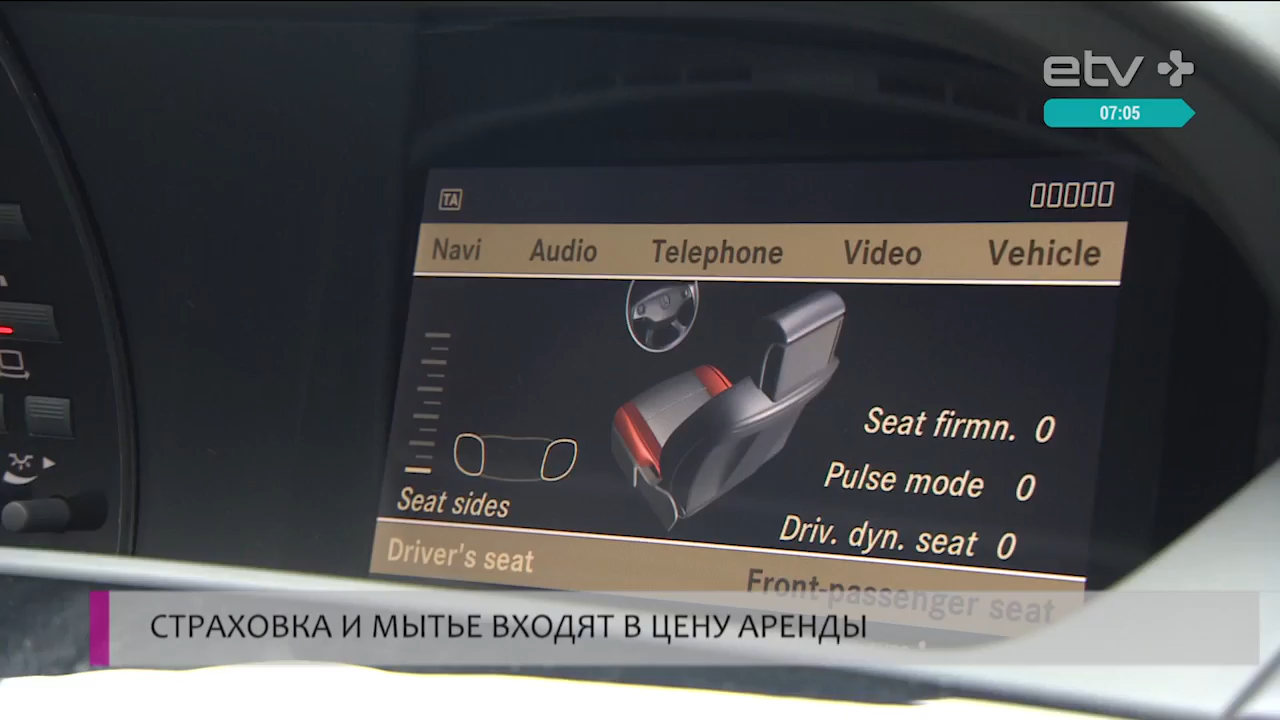 etv+
07:05
TA
Navi Audio Telephone Video Vehicle
Seat firmn. 0
Pulse mode 0
Driv. dyn. seat 0
Seat sides
Driver's seat
Front-passenger seat
СТРАХОВКА И МЫТЬЕ ВХОДЯТ В ЦЕНУ АРЕНДЫ